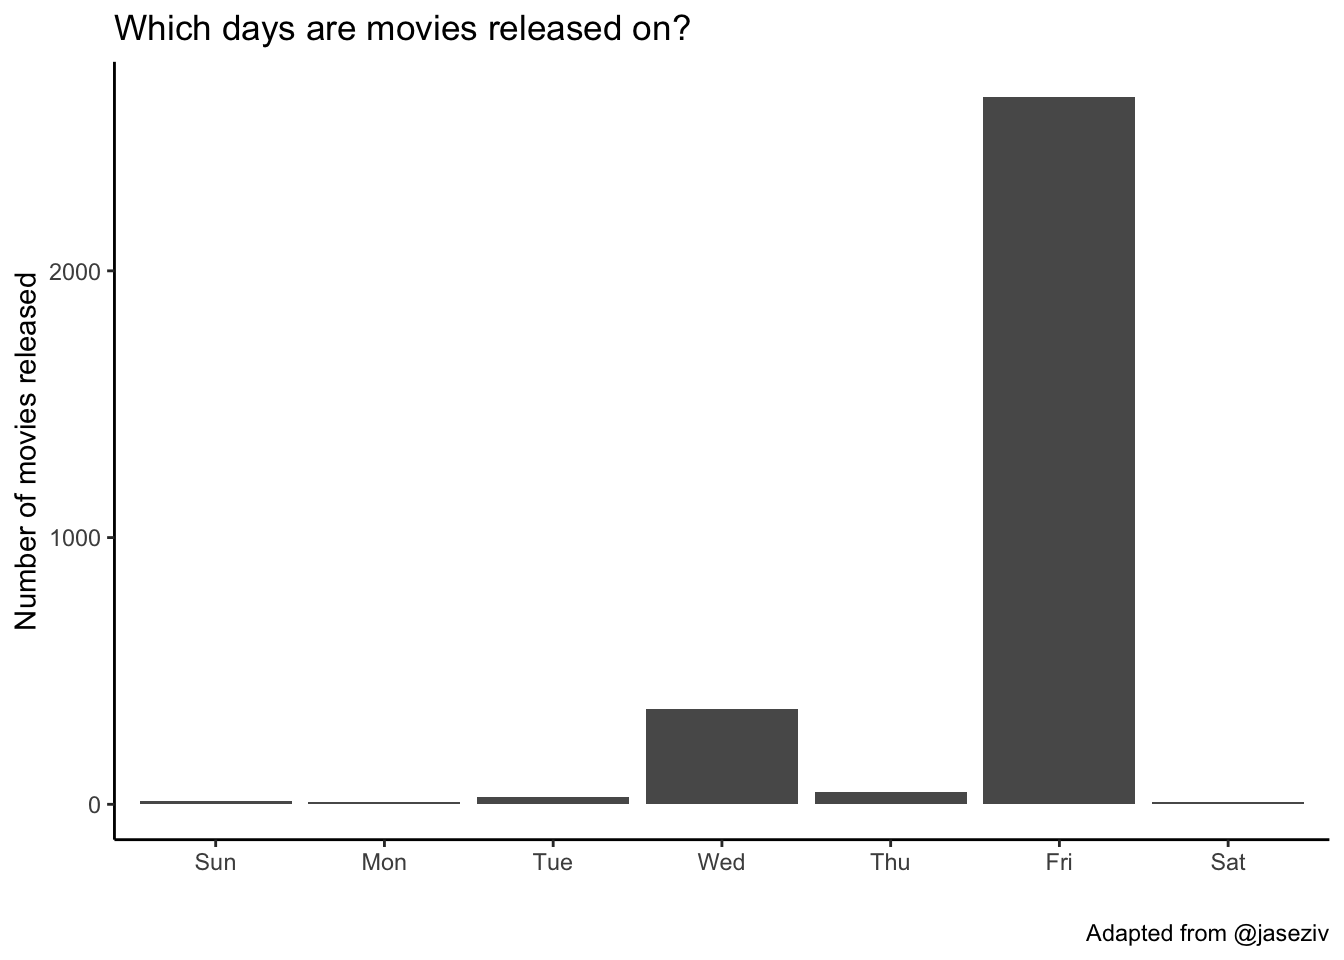 Which days are movies released on?
Number of movies released
2000
1000
0
Sun Mon Tue Wed Thu Fri Sat
Adapted from @jaseziv